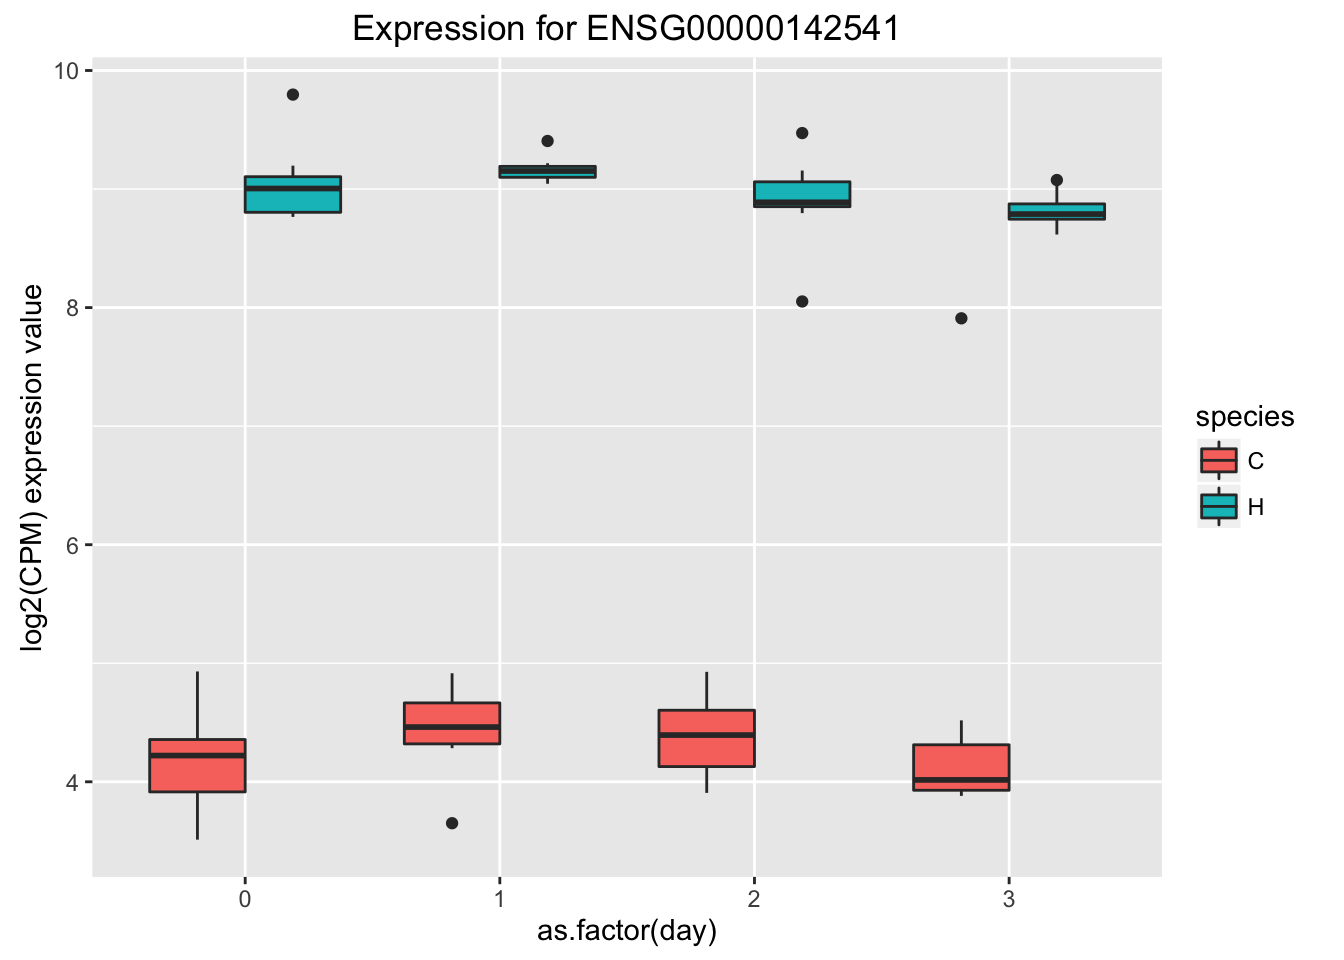 Expression for ENSG00000142541
10
8
6
4
log2(CPM) expression value
0 1 2 3
as.factor(day)
species
C
H